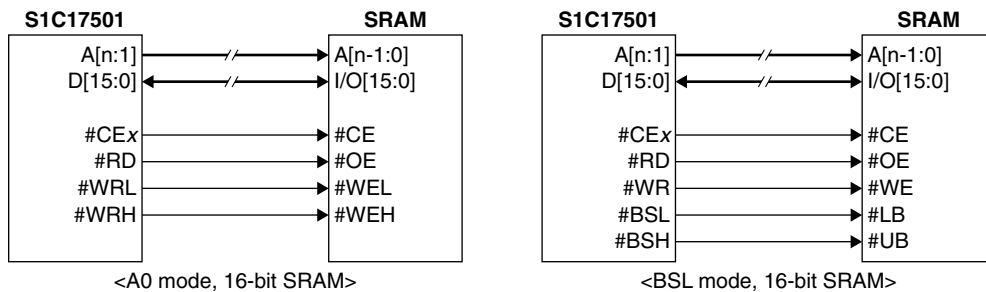 S1C17501 SRAM
A[n:1] A[n-1:0]
D[15:0] I/O[15:0]
#CEx #CE
#RD #OE
#WRL #WEL
#WRH #WEH
<A0 mode, 16-bit SRAM>
S1C17501 SRAM
A[n:1] A[n-1:0]
D[15:0] I/O[15:0]
#CEx #CE
#RD #OE
#WR #WE
#BSL #LB
#BSH #UB
<BSL mode, 16-bit SRAM>